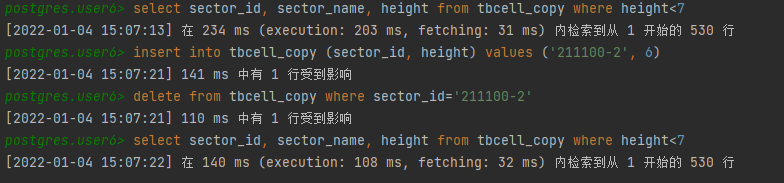 postgres.user6> select sector_id, sector_name, height from tbcell_copy where height<7
[2022-01-04 15:07:13] 在 234 ms (execution: 203 ms, fetching: 31 ms) 内检索到从 1 开始的 530 行
postgres.user6> insert into tbcell_copy (sector_id, height) values ('211100-2', 6)
[2022-01-04 15:07:21] 141 ms 中有 1 行受到影响
postgres.user6> delete from tbcell_copy where sector_id='211100-2'
[2022-01-04 15:07:21] 110 ms 中有 1 行受到影响
postgres.user6> select sector_id, sector_name, height from tbcell_copy where height<7
[2022-01-04 15:07:22] 在 140 ms (execution: 108 ms, fetching: 32 ms) 内检索到从 1 开始的 530 行